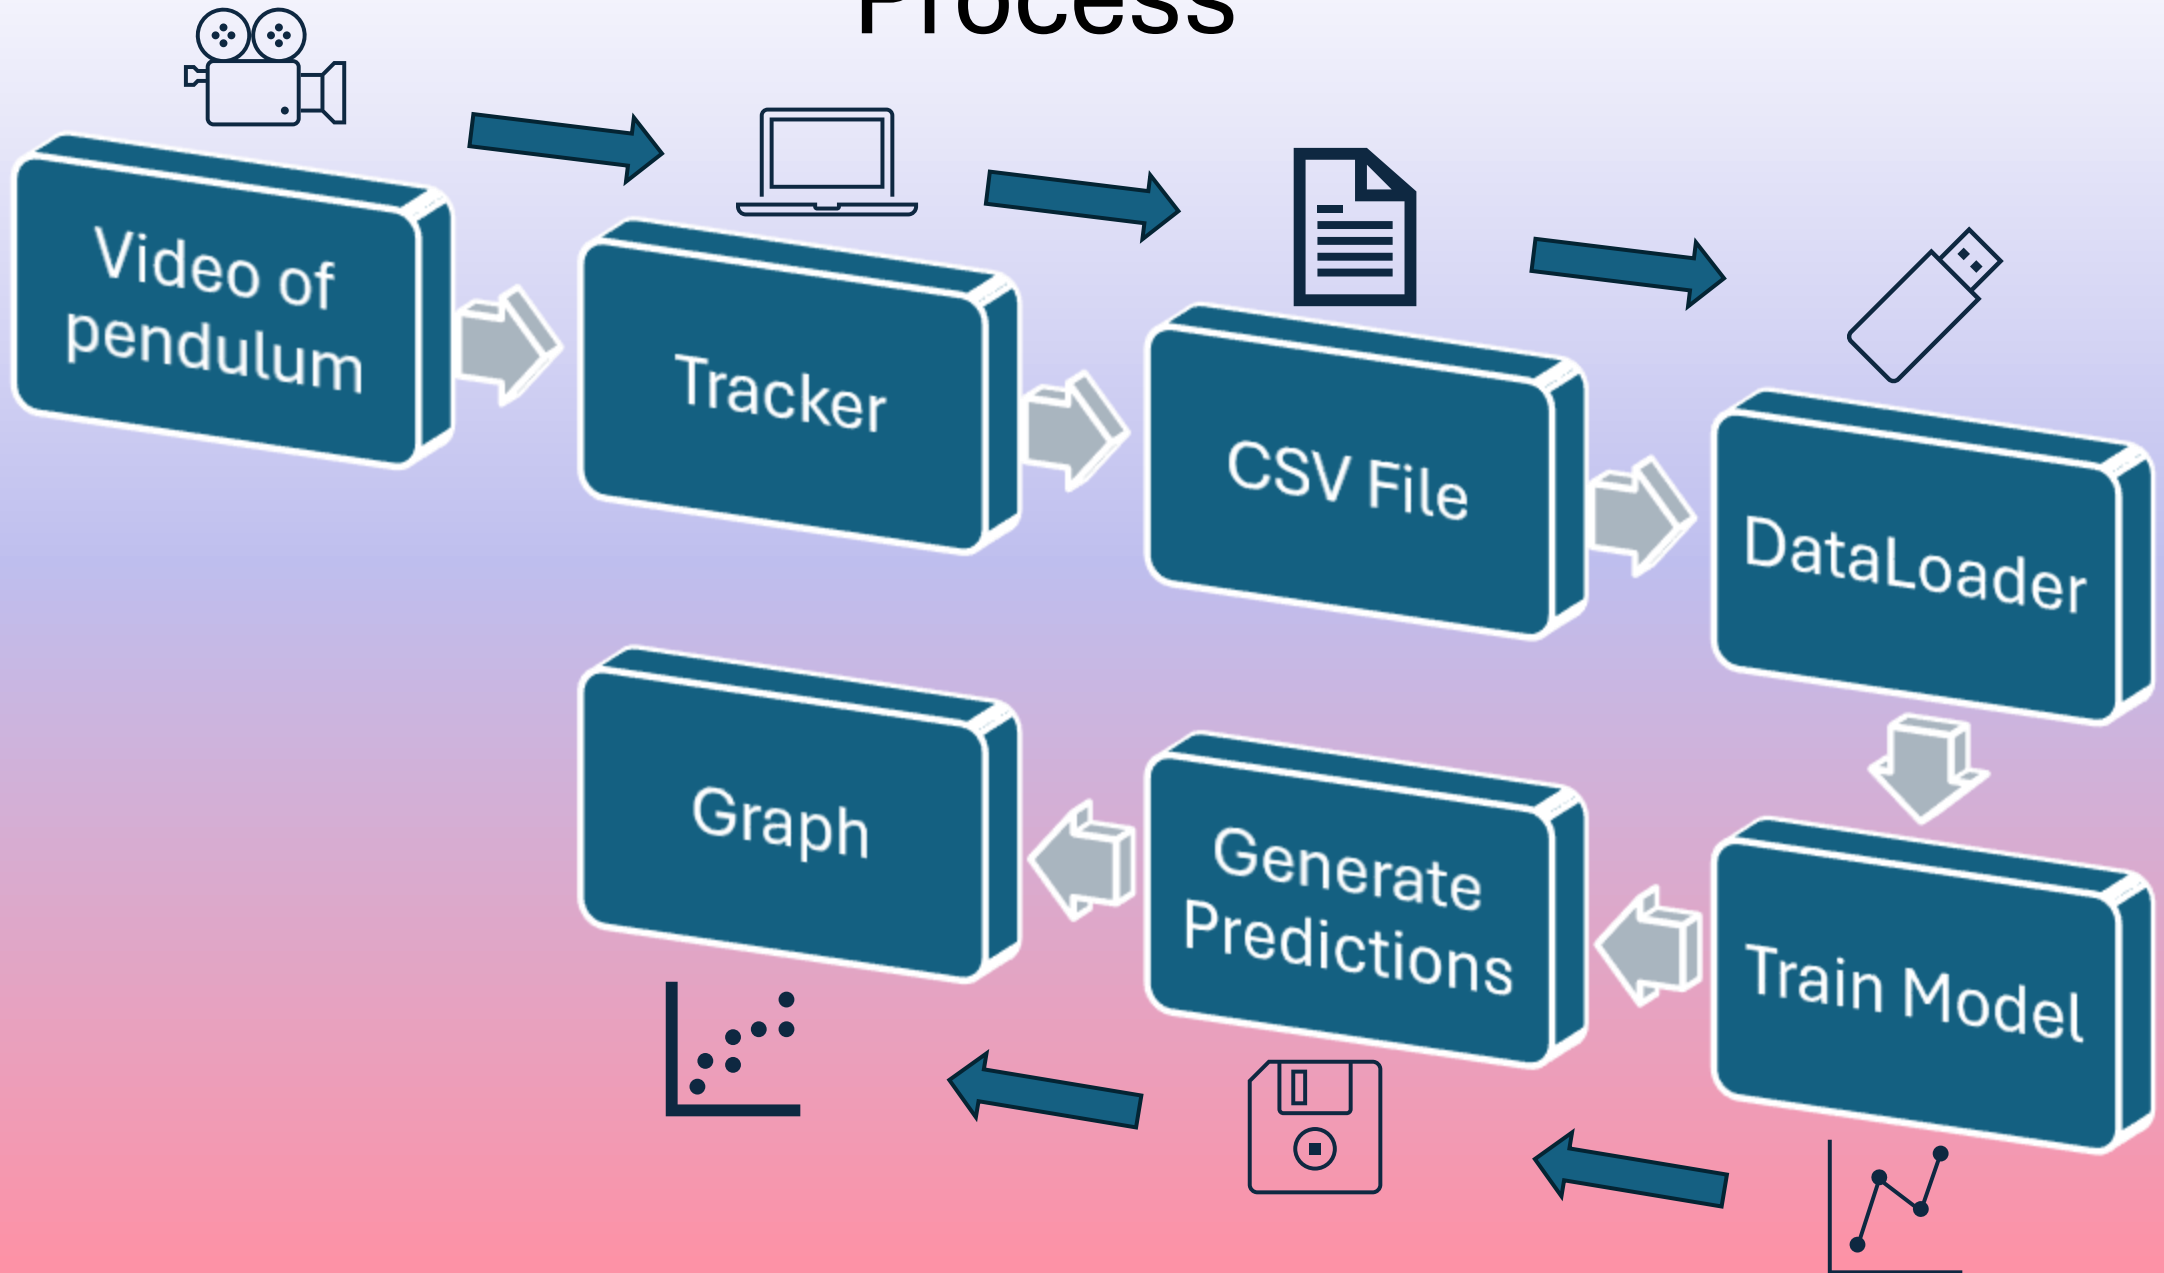 Process
Video of
pendulum
Tracker
CSV File
DataLoader
Train Model
Generate
Predictions
Graph